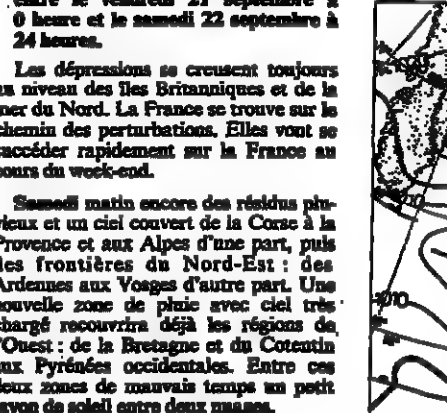 entre le vendredi 21 septembre à
0 heure et le samedi 22 septembre à
24 heures.
Les dépressions se creusent toujours
au niveau des îles Britanniques et de la
mer du Nord. La France se trouve sur le
chemin des perturbations. Elles vont se
succéder rapidement sur la France au
cours du week-end.
Samedi matin encore des résidus plu-
vieux et un ciel couvert de la Corse à la
Provence et aux Alpes d'une part, puis
des frontières du Nord-Est : des
Ardennes aux Vosges d'autre part. Une
nouvelle zone de pluie avec ciel très
chargé recouvrira déjà les régions de
l'Ouest : de la Bretagne et du Cotentin
aux Pyrénées occidentales. Entre ces
deux zones de mauvais temps un petit
rayon de soleil entre deux nuages.
1010